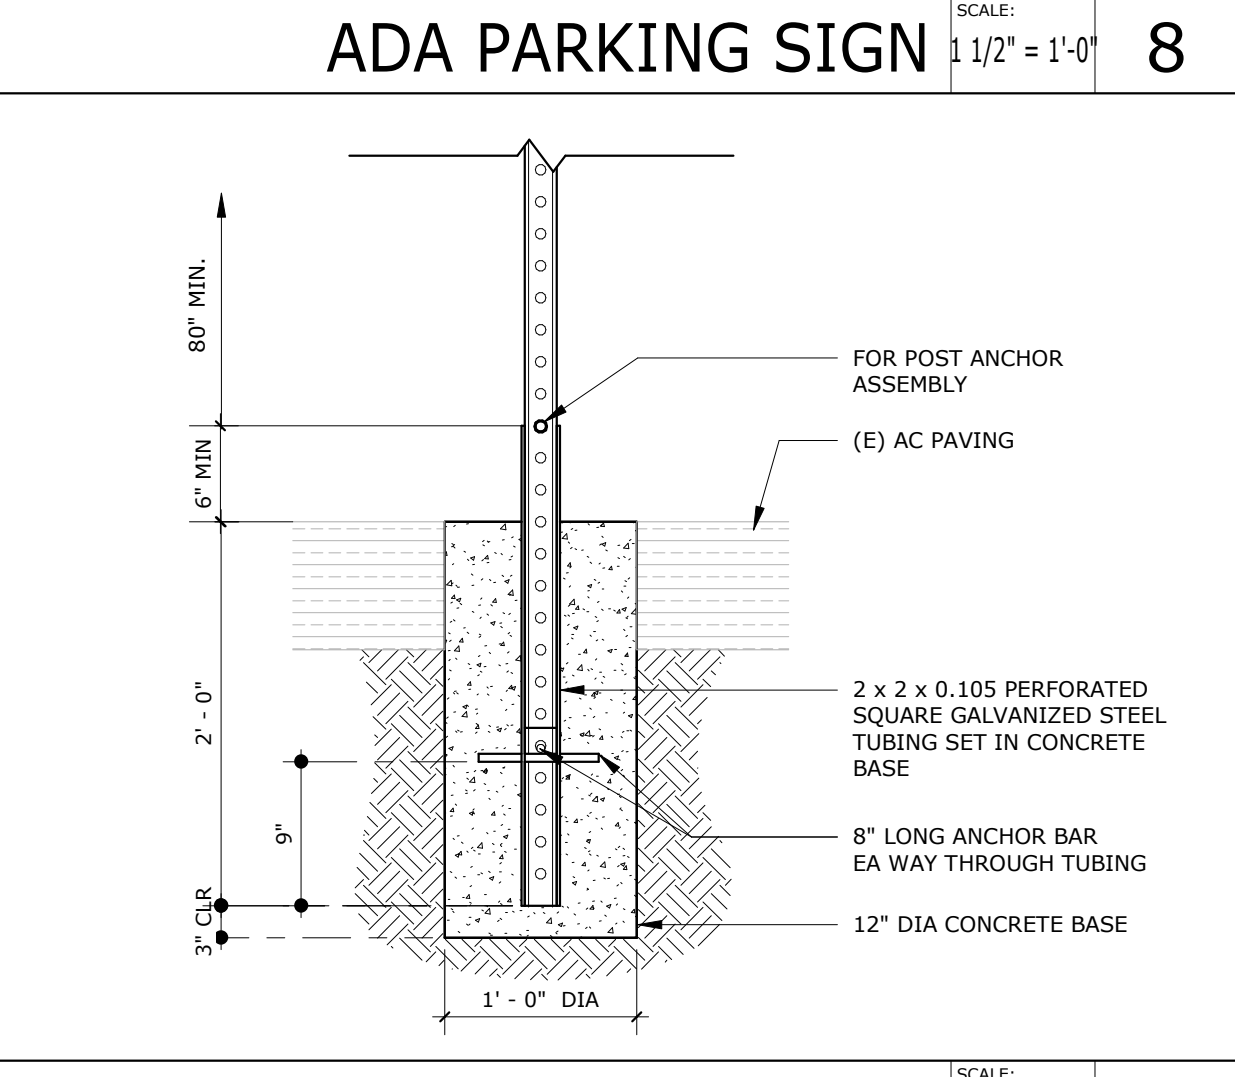 ADA PARKING SIGN
SCALE:
1 1/2" = 1'-0"
8
80" MIN.
FOR POST ANCHOR
ASSEMBLY
(E) AC PAVING
6" MIN
2' - 0"
2 x 2 x 0.105 PERFORATED
SQUARE GALVANIZED STEEL
TUBING SET IN CONCRETE
BASE
9"
8" LONG ANCHOR BAR
EA WAY THROUGH TUBING
3" CLR
12" DIA CONCRETE BASE
1' - 0" DIA
SCALE: